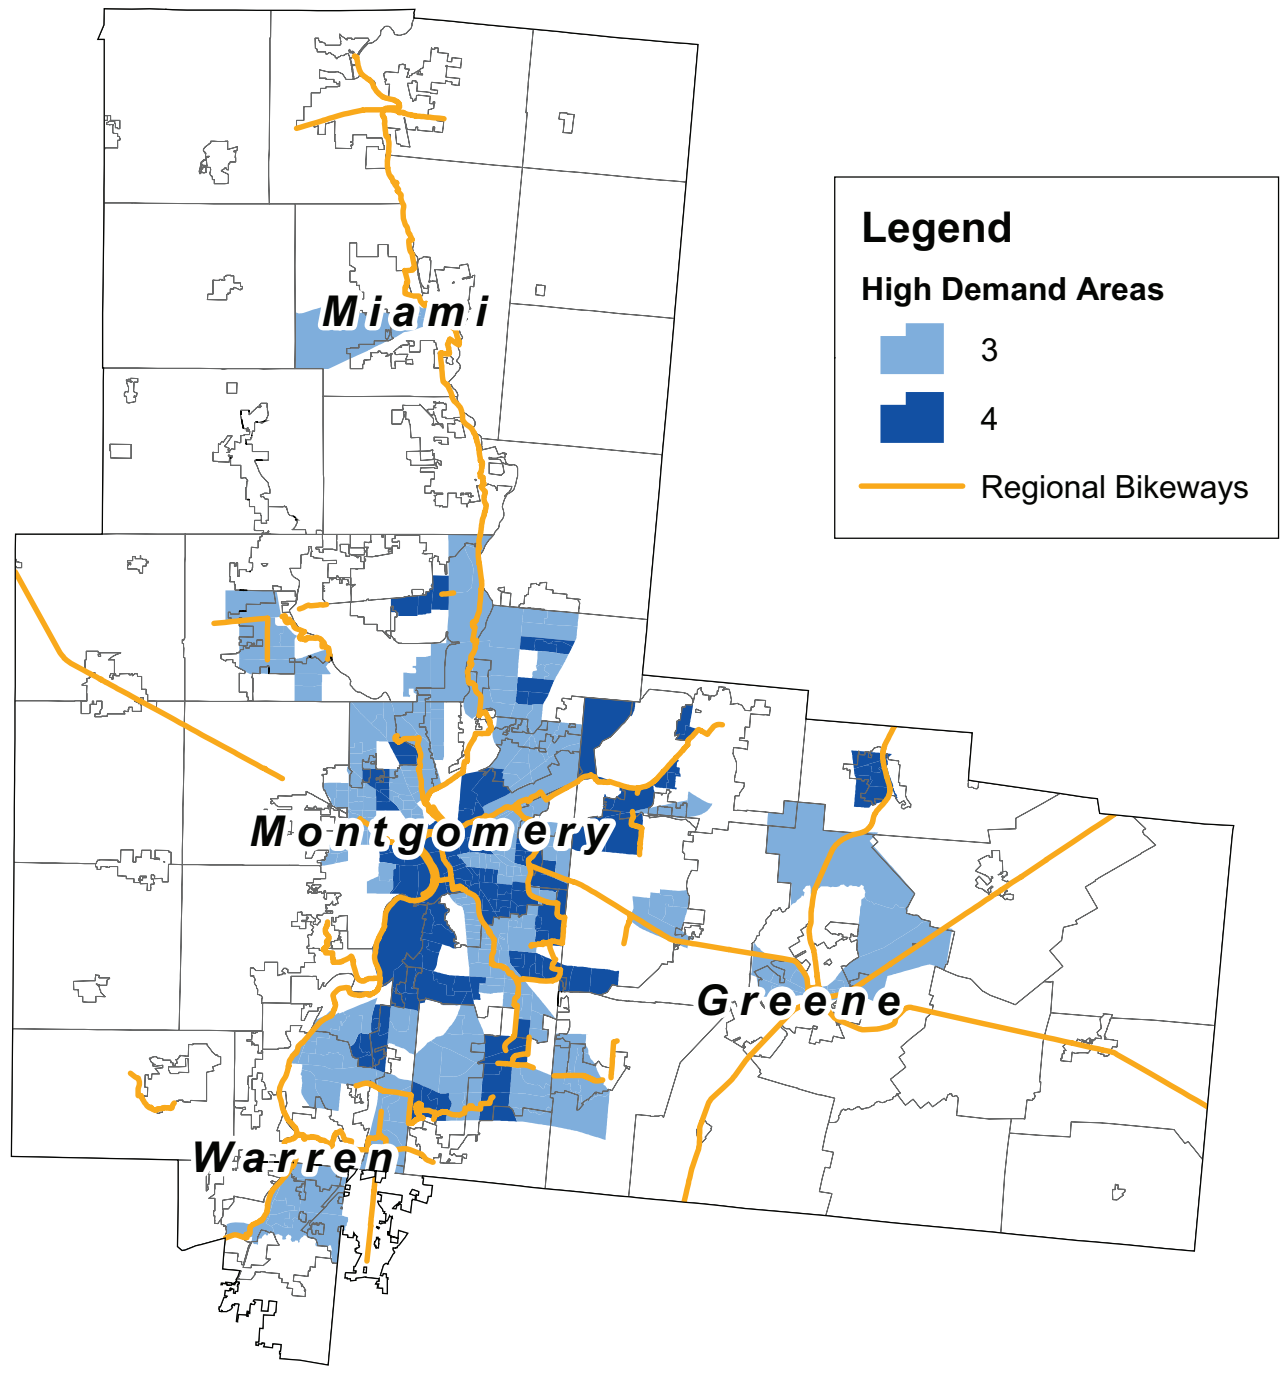 Legend
High Demand Areas
3
4
Regional Bikeways
Miami
Montgomery
Greene
Warren